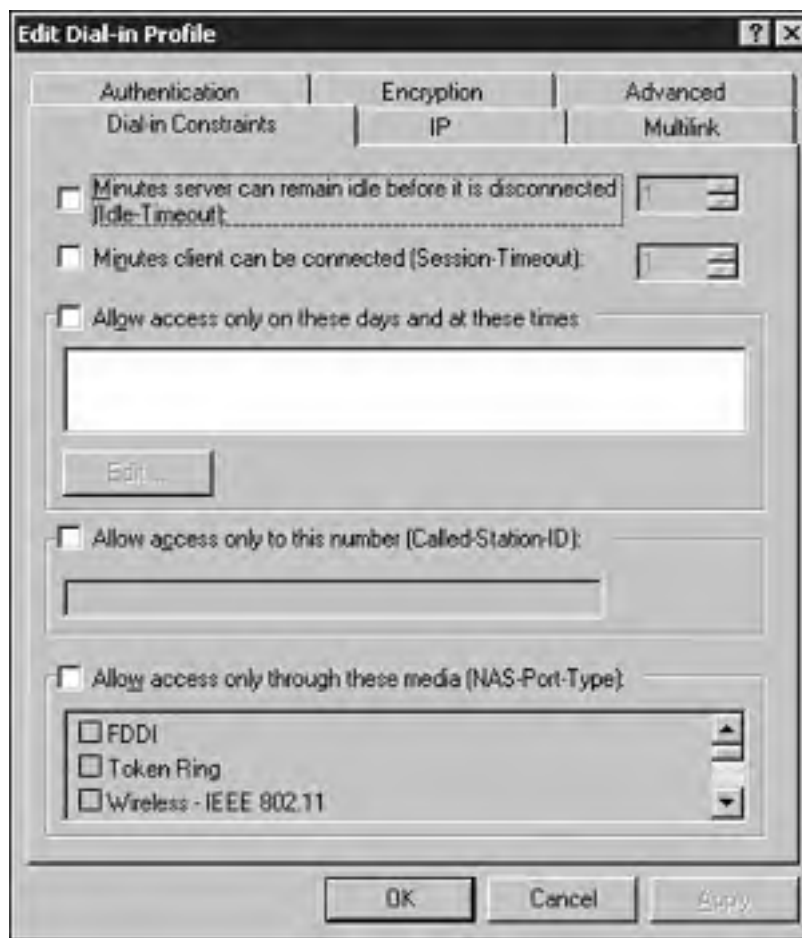 Edit Dial-in Profile
Authentication
Encryption
Advanced
Dial-in Constraints
IP
Multilink
Minutes server can remain idle before it is disconnected
(Idle-Timeout):
1
Minutes client can be connected (Session-Timeout):
1
Allow access only on these days and at these times
Edit ...
Allow access only to this number (Called-Station-ID):
Allow access only through these media (NAS-Port-Type):
FDDI
Token Ring
Wireless - IEEE 802.11
OK
Cancel
Apply